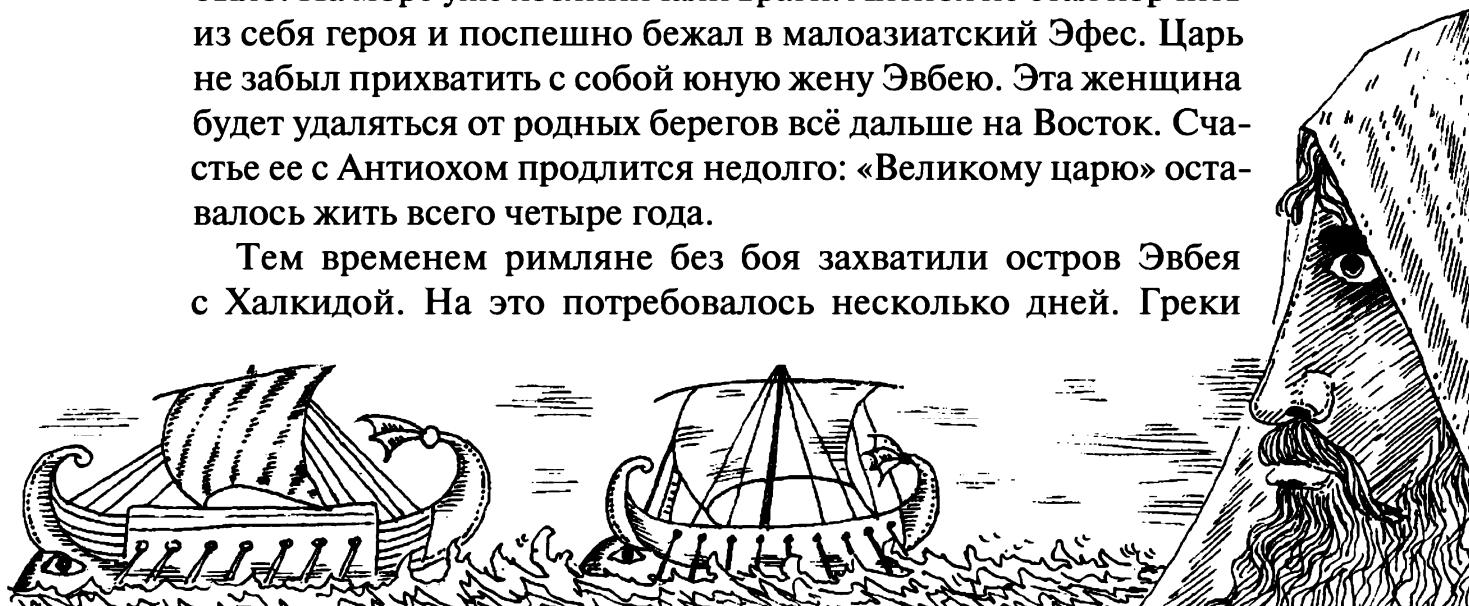 из себя героя и поспешно бежал в малоазиатский Эфес. Царь
не забыл прихватить с собой юную жену Эвбею. Эта женщина
будет удаляться от родных берегов всё дальше на Восток. Сча-
стье ее с Антиохом продлится недолго: «Великому царю» оста-
валось жить всего четыре года.
Тем временем римляне без боя захватили остров Эвбея
с Халкидой. На это потребовалось несколько дней. Греки